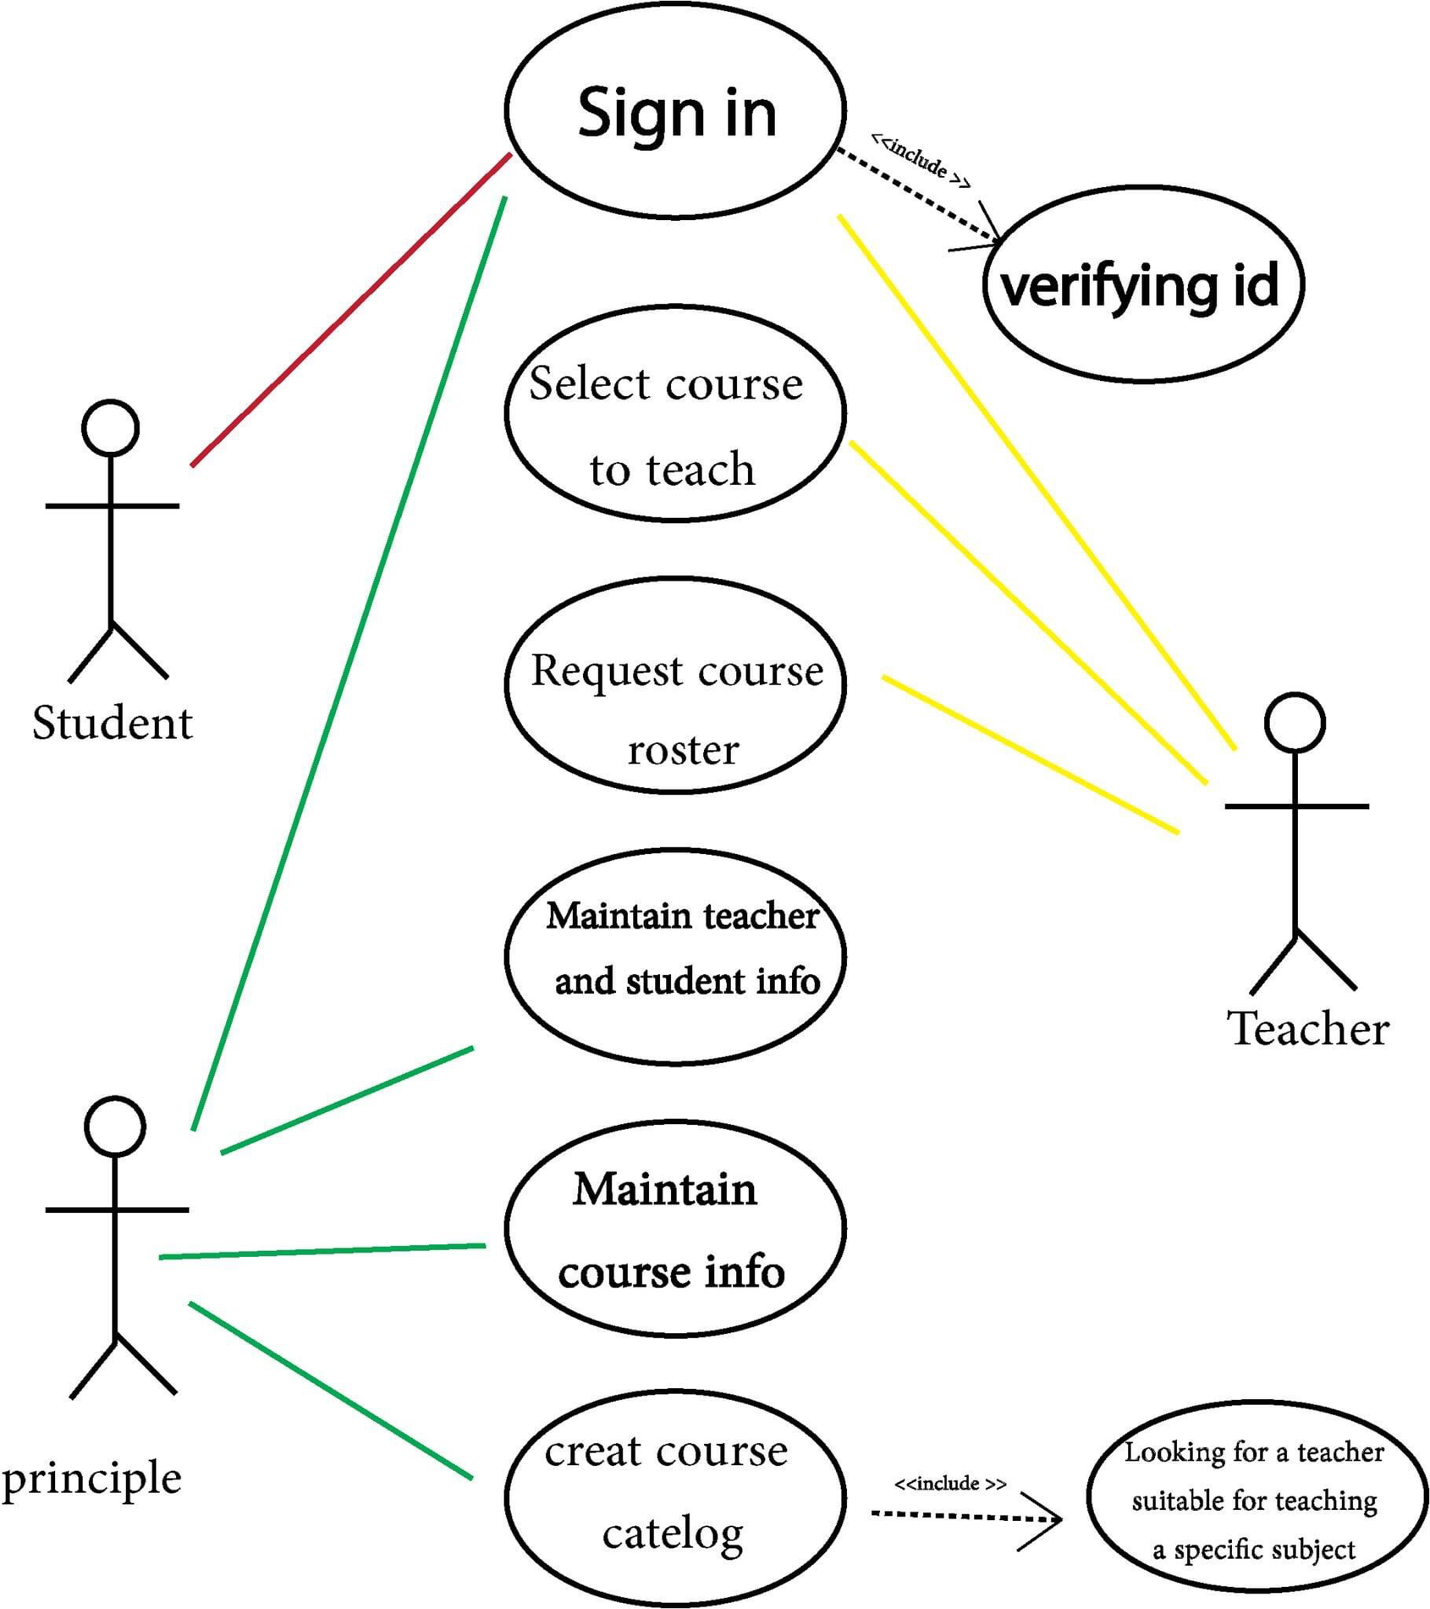 Sign in
<<include >>
verifying id
Select course
to teach
Student
Request course
roster
Maintain teacher
and student info
Teacher
Maintain
course info
principle
creat course
catelog
<<include >>
Looking for a teacher
suitable for teaching
a specific subject